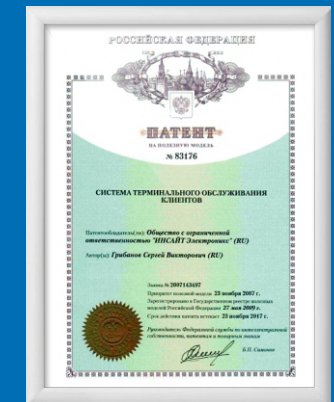 РОССИЙСКАЯ ФЕДЕРАЦИЯ
ПАТЕНТ
НА ПОЛЕЗНУЮ МОДЕЛЬ
№ 83176
СИСТЕМА ТЕРМИНАЛЬНОГО ОБСЛУЖИВАНИЯ
КЛИЕНТОВ
Патентообладатель(ли): Общество с ограниченной
ответственностью "ИНСАЙТ Электроникс" (RU)
Автор(ы): Грибанов Сергей Викторович (RU)
Заявка № 2007143497
Приоритет полезной модели 23 ноября 2007 г.
Зарегистрировано в Государственном реестре полезных
моделей Российской Федерации 27 мая 2009 г.
Срок действия патента истекает 23 ноября 2017 г.
Руководитель Федеральной службы по интеллектуальной
собственности, патентам и товарным знакам
Б.П. Симонов